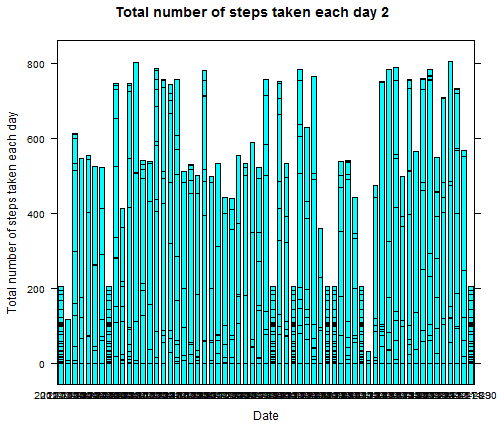 Total number of steps taken each day 2
Total number of steps taken each day
800
600
400
200
0
Date